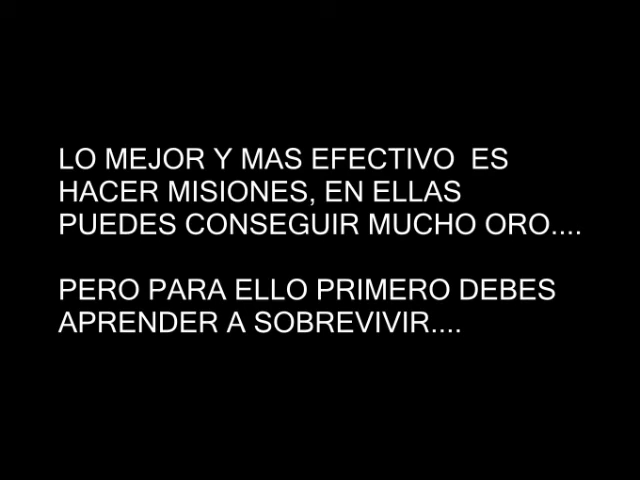 LO MEJOR Y MAS EFECTIVO  ES
HACER MISIONES, EN ELLAS
PUEDES CONSEGUIR MUCHO ORO....
PERO PARA ELLO PRIMERO DEBES
APRENDER A SOBREVIVIR....